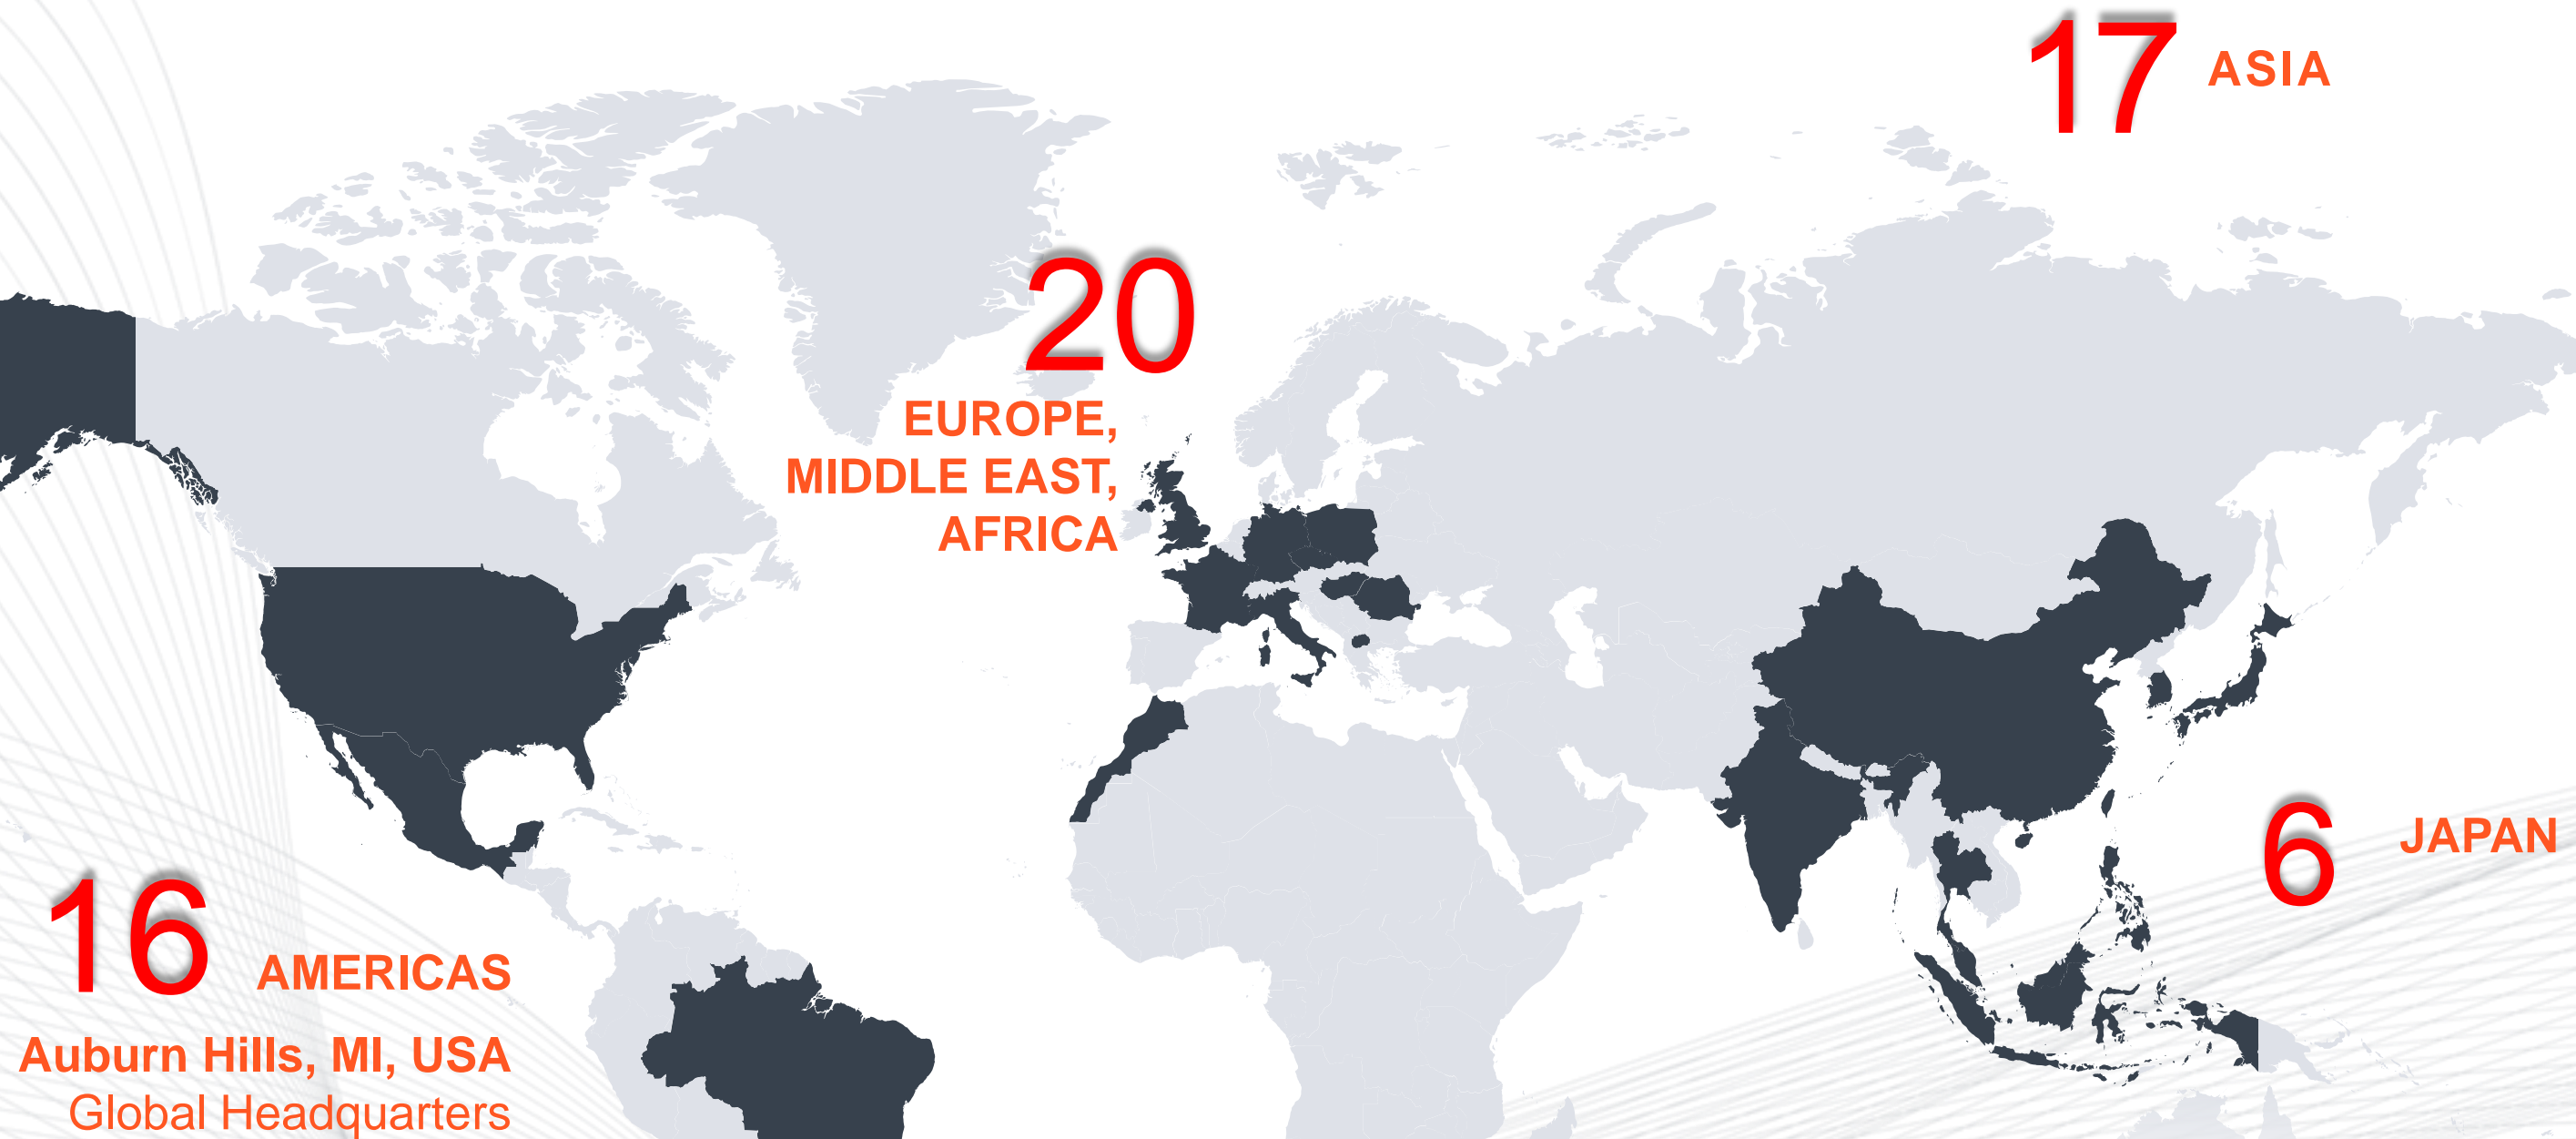 17 ASIA
20
EUROPE,
MIDDLE EAST,
AFRICA
6 JAPAN
16 AMERICAS
Auburn Hills, MI, USA
Global Headquarters